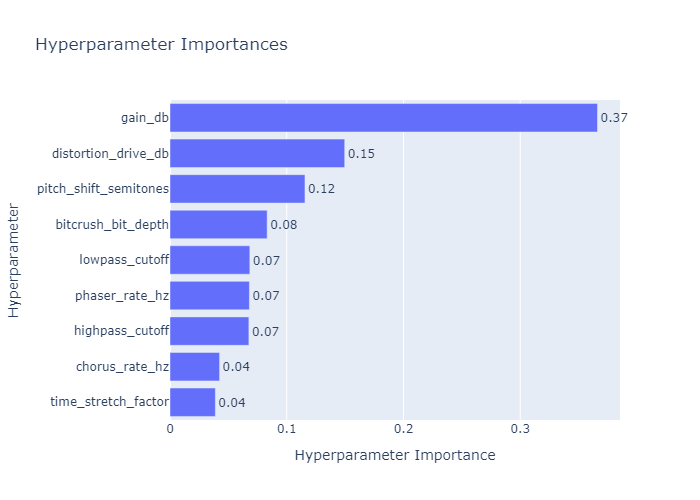 Hyperparameter Importances
Hyperparameter
gain_db 0.37
distortion_drive_db 0.15
pitch_shift_semitones 0.12
bitcrush_bit_depth 0.08
lowpass_cutoff 0.07
phaser_rate_hz 0.07
highpass_cutoff 0.07
chorus_rate_hz 0.04
time_stretch_factor 0.04
0 0.1 0.2 0.3
Hyperparameter Importance